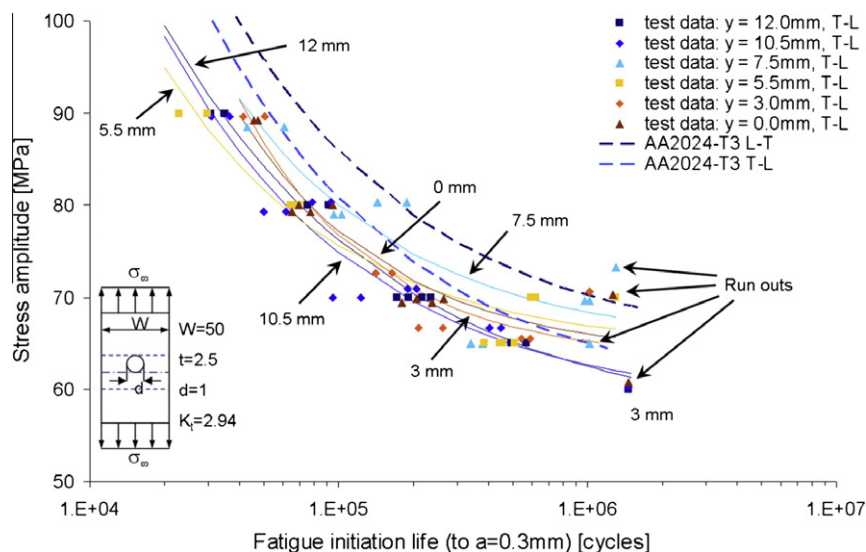 Stress amplitude [MPa]
100
90
80
70
60
50
1.E+04
1.E+05
1.E+06
1.E+07
Fatigue initiation life (to a=0.3mm) [cycles]
test data: y = 12.0mm, T-L
test data: y = 10.5mm, T-L
test data: y = 7.5mm, T-L
test data: y = 5.5mm, T-L
test data: y = 3.0mm, T-L
test data: y = 0.0mm, T-L
AA2024-T3 L-T
AA2024-T3 T-L
12 mm
5.5 mm
0 mm
7.5 mm
Run outs
10.5 mm
3 mm
3 mm
σ∞
W
W=50
t=2.5
d
d=1
Kt=2.94
σ∞